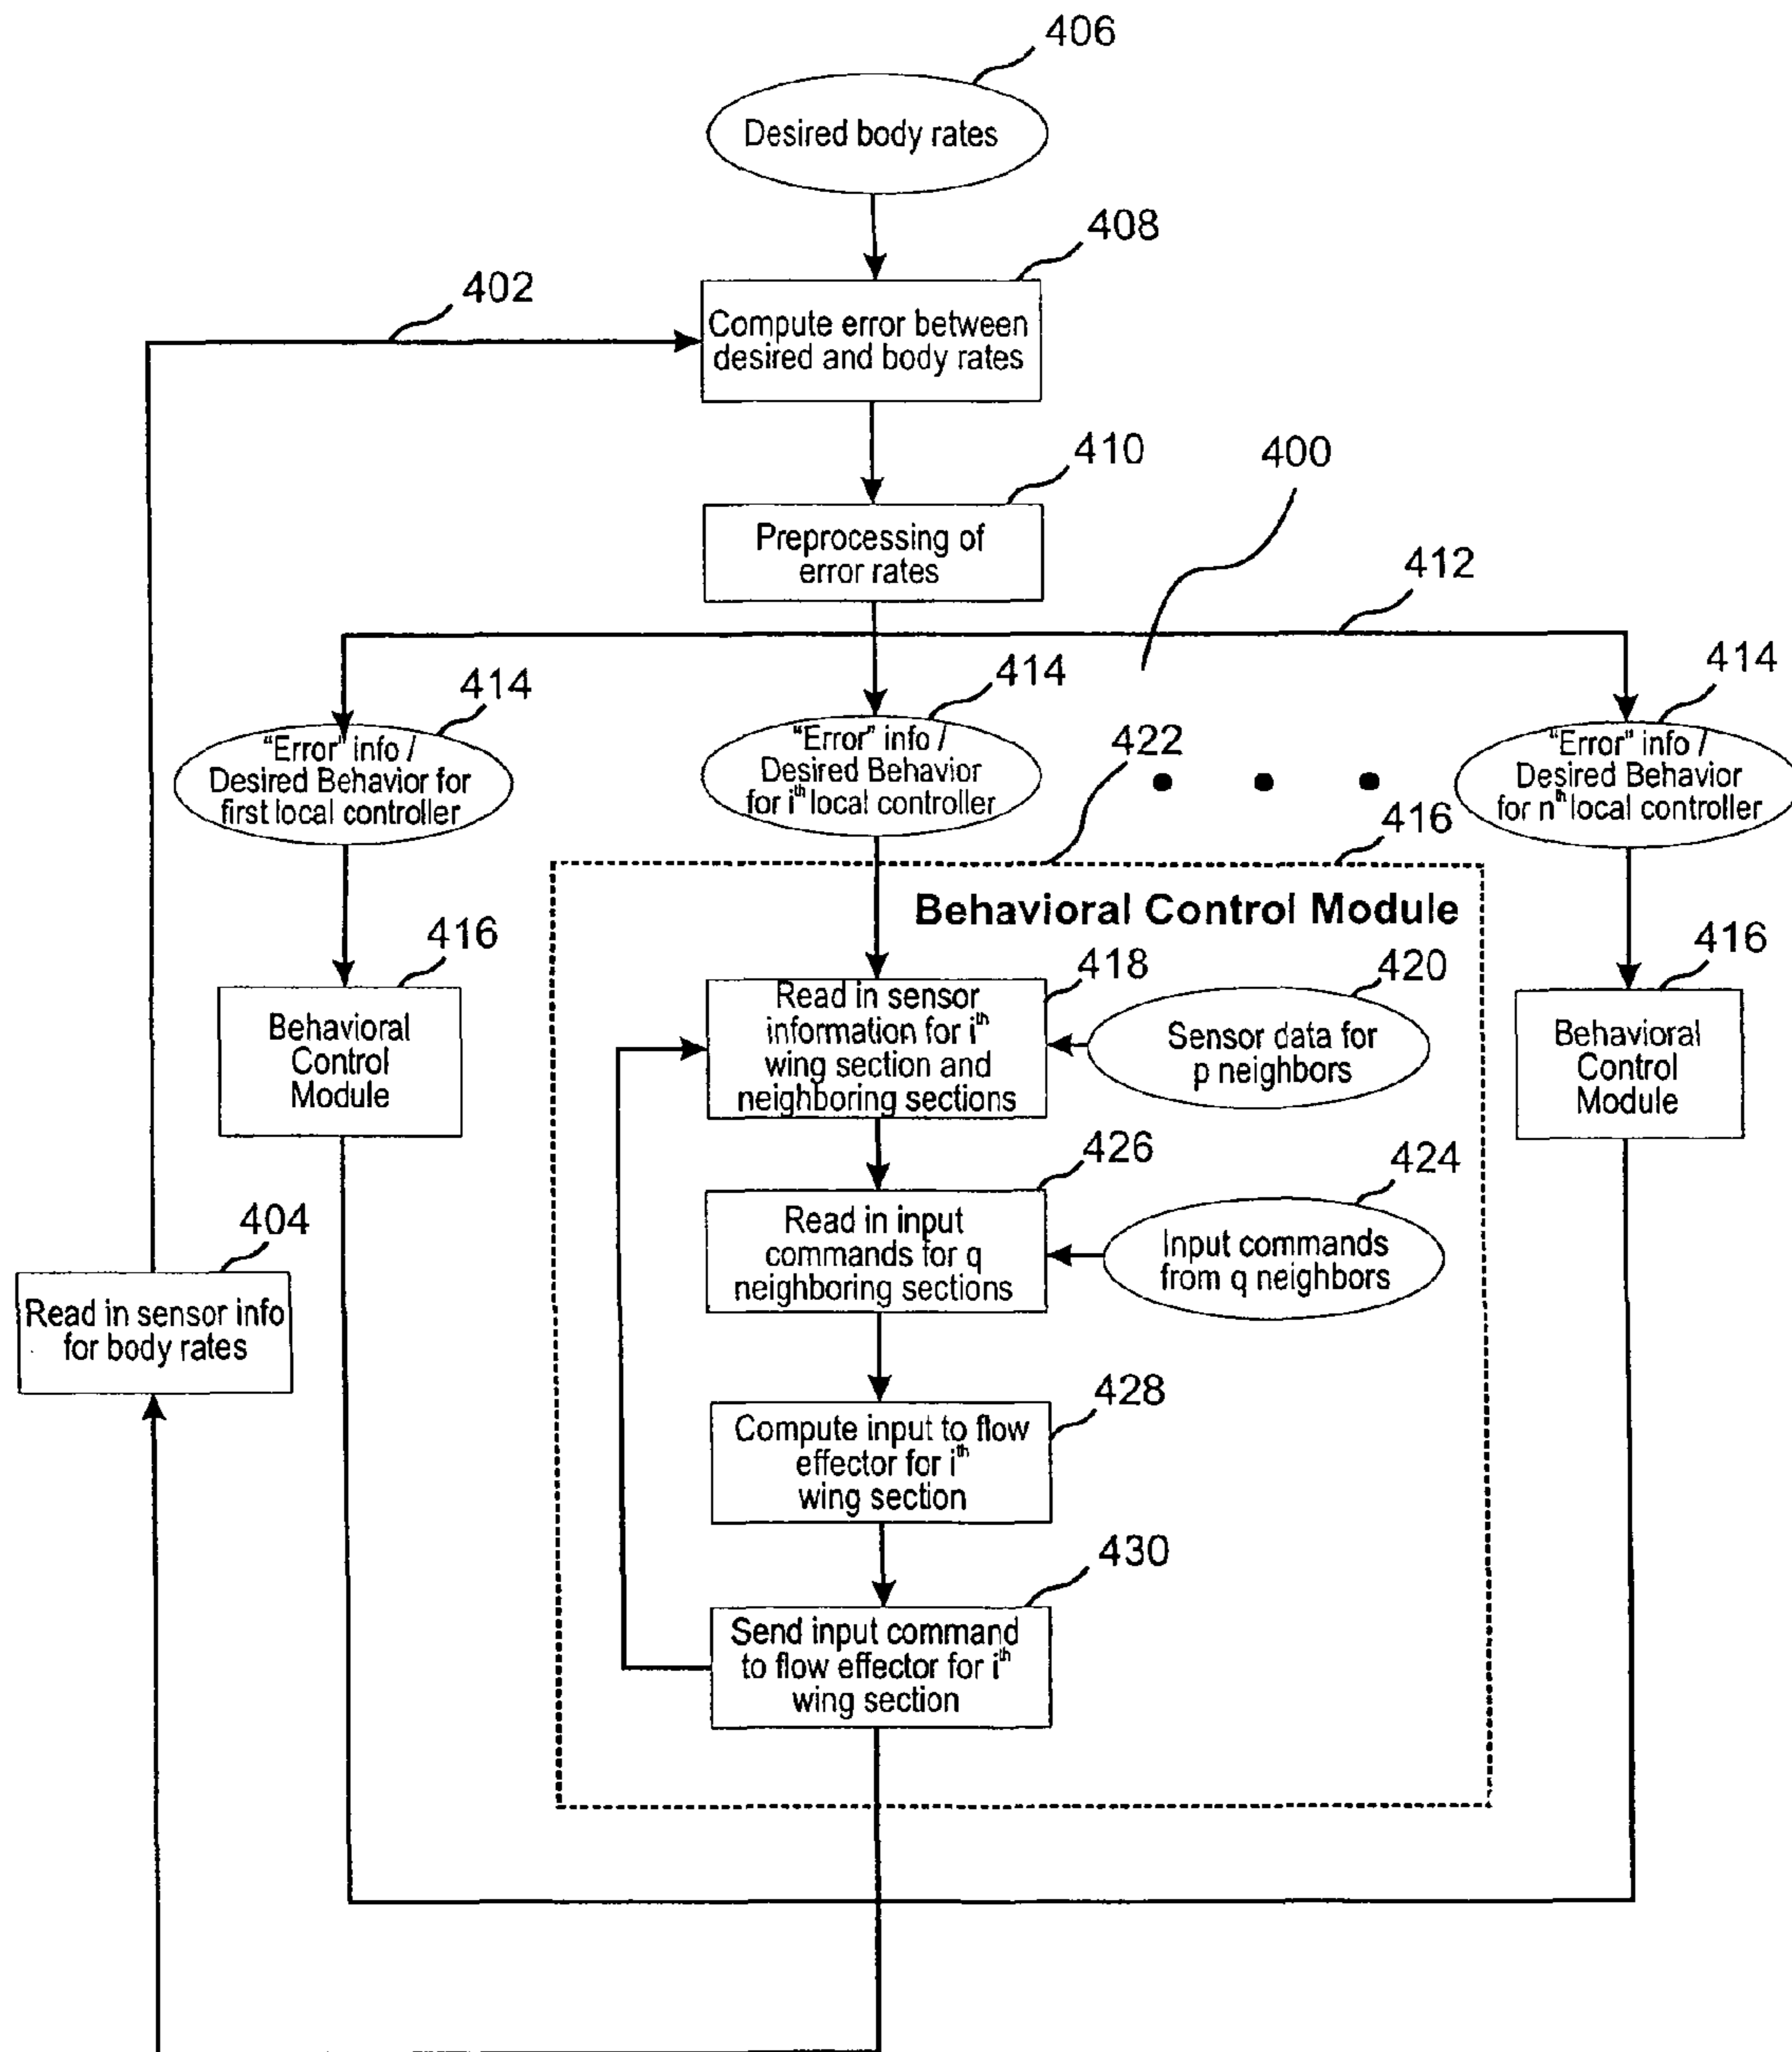 406
Desired body rates
408
402
Compute error between
desired and body rates
410
400
Preprocessing of
error rates
412
414
414
414
"Error" info /
Desired Behavior for
first local controller
"Error" info /
Desired Behavior
for ith local controller
422
"Error" info /
Desired Behavior
for nth local controller
416
Behavioral Control Module
416
418
420
416
Behavioral
Control
Module
Read in sensor
information for ith
wing section and
neighboring sections
Sensor data for
p neighbors
Behavioral
Control
Module
426
424
404
Read in input
commands for q
neighboring sections
Input commands
from q neighbors
Read in sensor info
for body rates
428
Compute input to flow
effector for ith
wing section
430
Send input command
to flow effector for ith
wing section